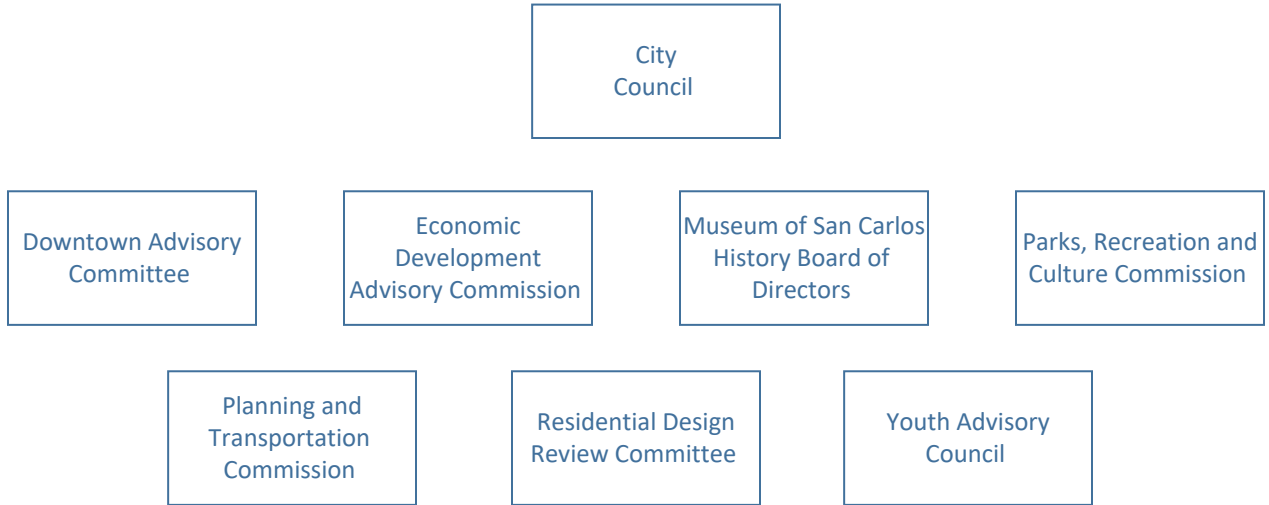 City
Council
Downtown Advisory
Committee
Economic
Development
Advisory Commission
Museum of San Carlos
History Board of
Directors
Parks, Recreation and
Culture Commission
Planning and
Transportation
Commission
Residential Design
Review Committee
Youth Advisory
Council